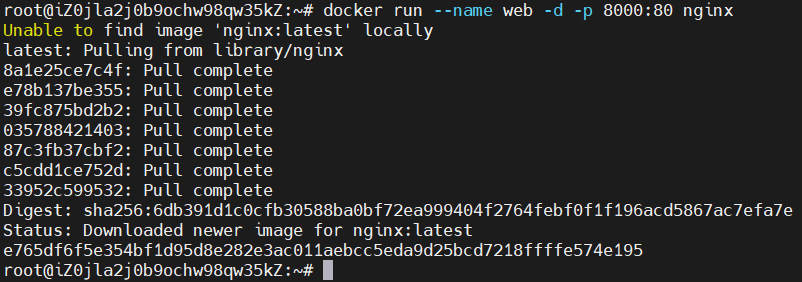 root@iZ0jla2j0b9ochw98qw35kZ:~# docker run --name web -d -p 8000:80 nginx
Unable to find image 'nginx:latest' locally
latest: Pulling from library/nginx
8a1e25ce7c4f: Pull complete
e78b137be355: Pull complete
39fc875bd2b2: Pull complete
035788421403: Pull complete
87c3fb37cbf2: Pull complete
c5cdd1ce752d: Pull complete
33952c599532: Pull complete
Digest: sha256:6db391d1c0cfb30588ba0bf72ea999404f2764febf0f1f196acd5867ac7efa7e
Status: Downloaded newer image for nginx:latest
e765df6f5e354bf1d95d8e282e3ac011aebcc5eda9d25bcd7218ffffe574e195
root@iZ0jla2j0b9ochw98qw35kZ:~#